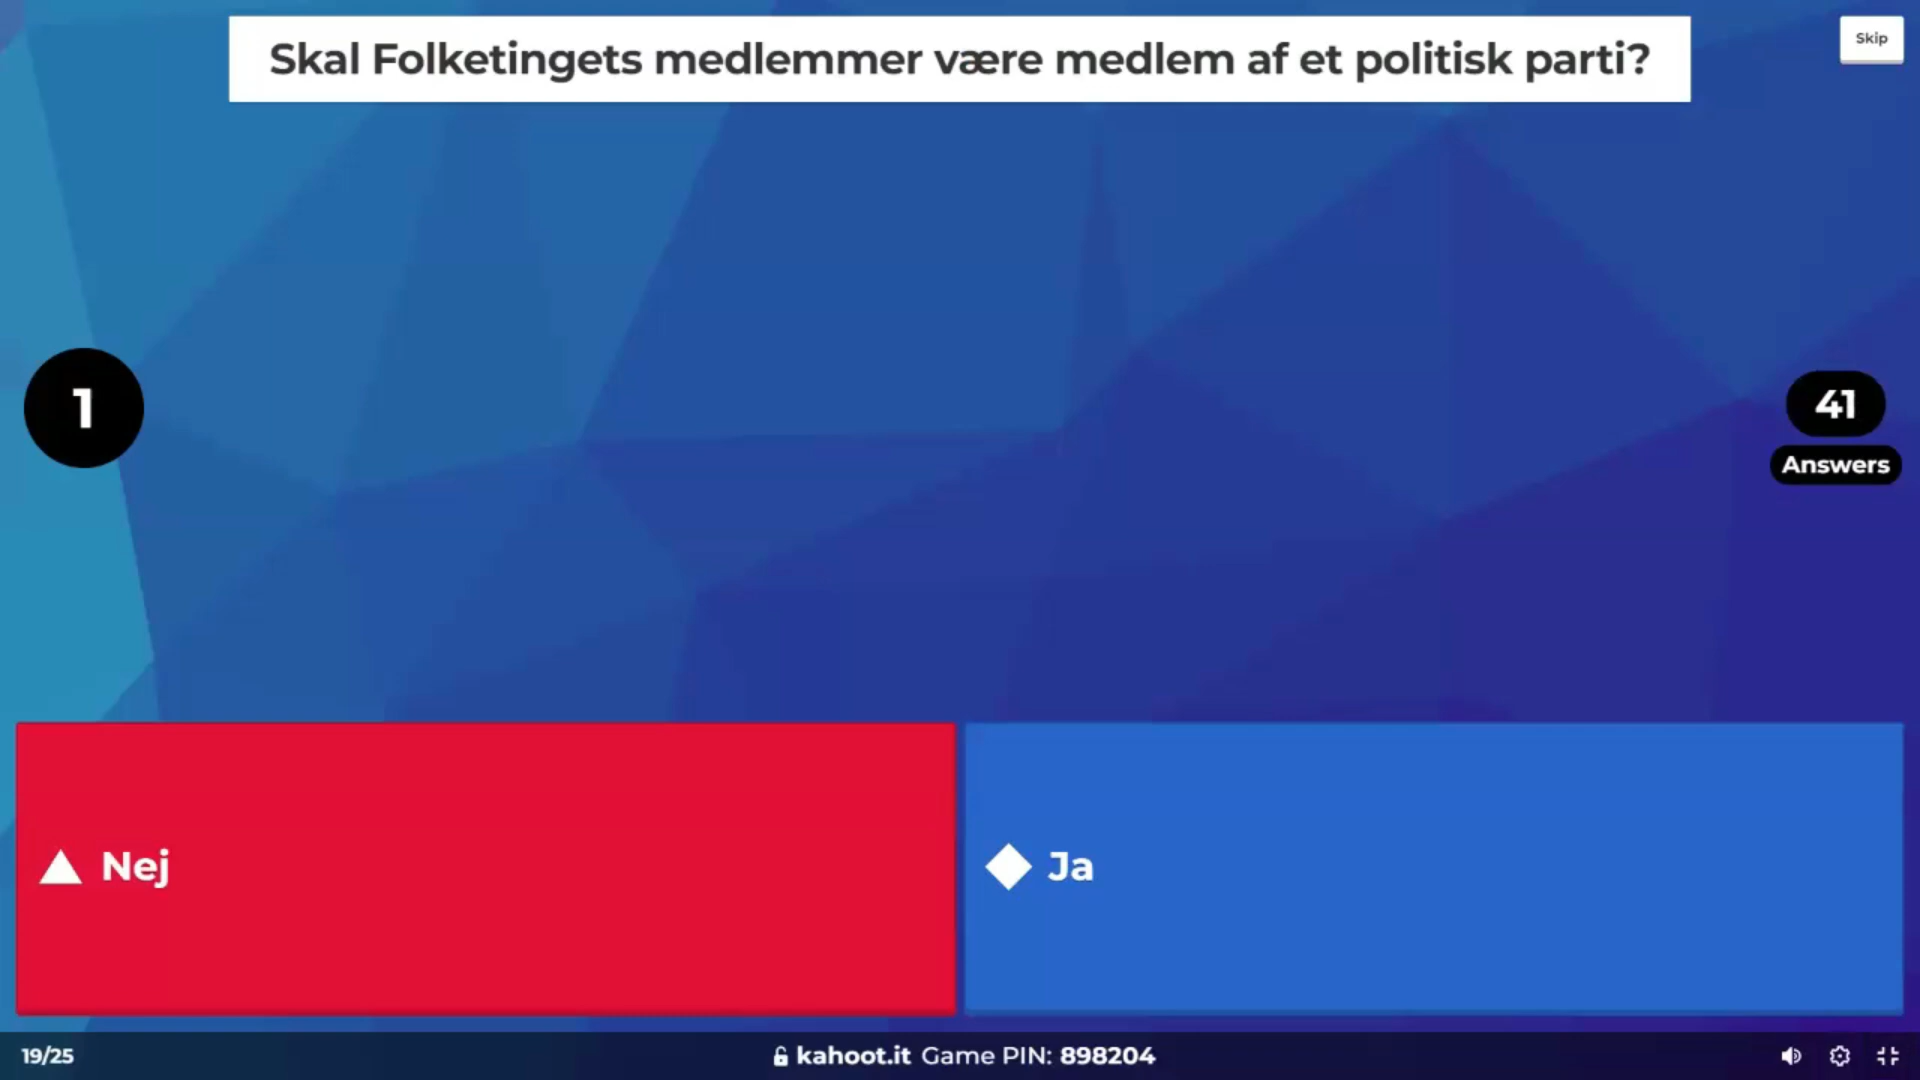 Skal Folketingets medlemmer være medlem af et politisk parti?
Skip
1
41
Answers
Nej
Ja
19/25
kahoot.it Game PIN: 898204